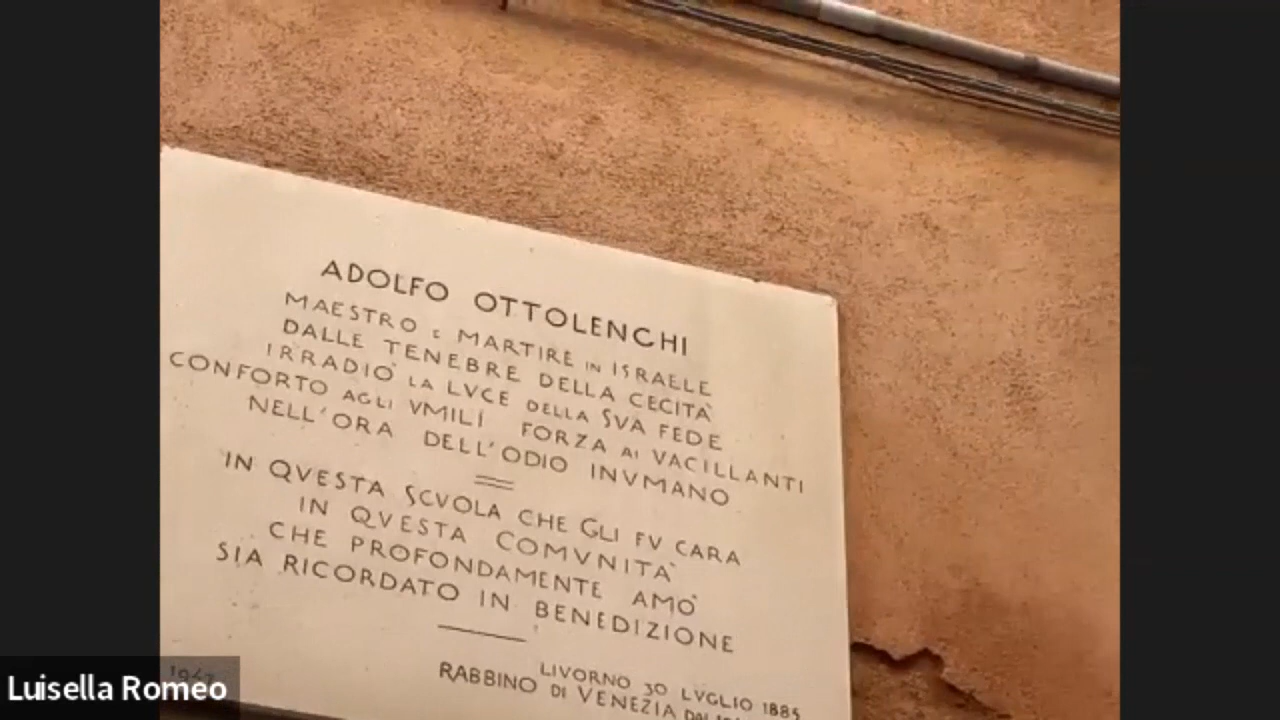 ADOLFO OTTOLENCHI
MAESTRO E MARTIRE IN ISRAELE
DALLE TENEBRE DELLA CECITÀ
IRRADIÒ LA LVCE DELLA SVA FEDE
CONFORTO AGLI VMILI FORZA AI VACILLANTI
NELL'ORA DELL'ODIO INVMANO
IN QVESTA SCVOLA CHE GLI FV CARA
IN QVESTA COMVNITÀ
CHE PROFONDAMENTE AMÒ
SIA RICORDATO IN BENEDIZIONE
LIVORNO 30 LVGLIO 1885
RABBINO DI VENEZIA DAL
Luisella Romeo